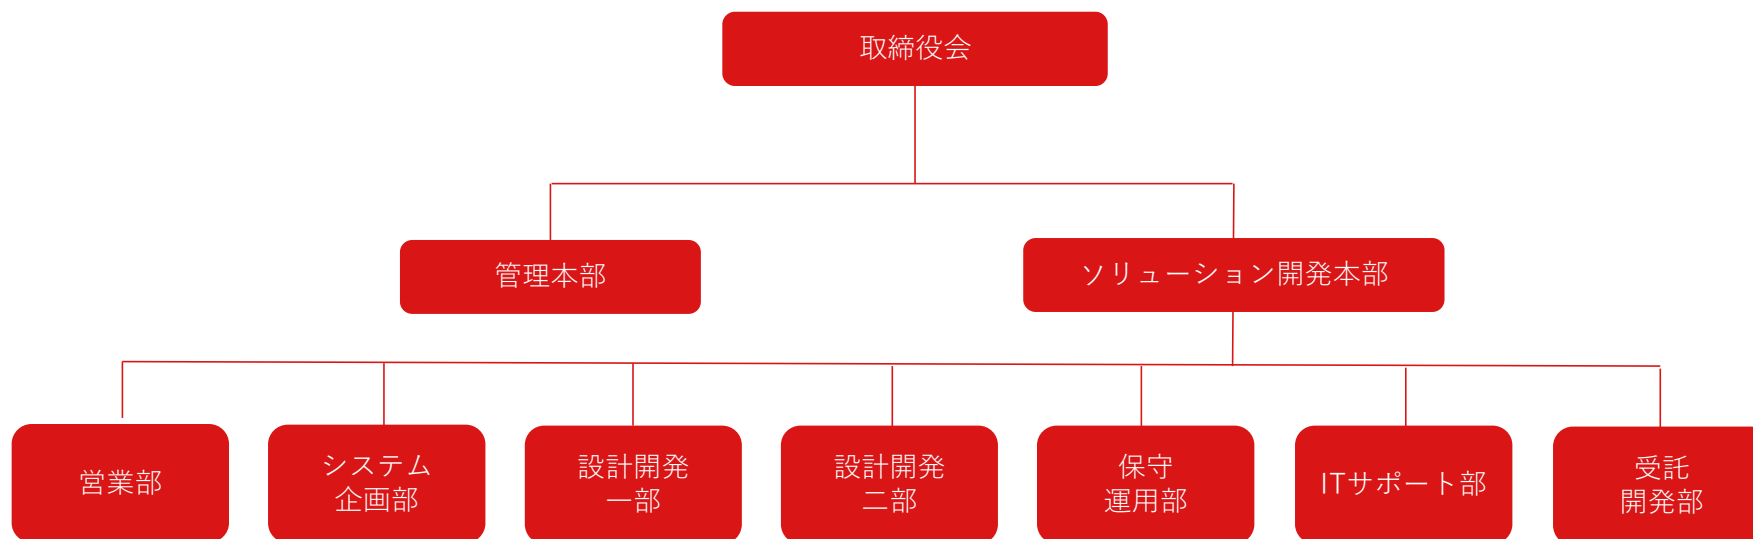 取締役会
管理本部
ソリューション開発本部
営業部
システム
企画部
設計開発
一部
設計開発
二部
保守
運用部
ITサポート部
受託
開発部